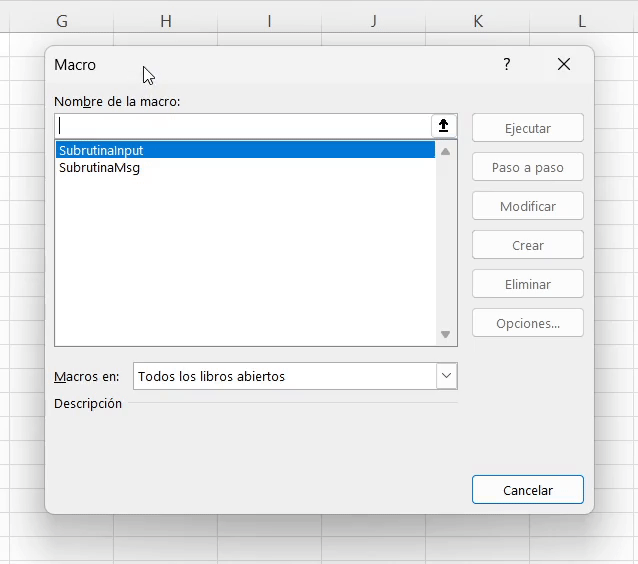 G H I J K L
Macro ?
Nombre de la macro:
Ejecutar
SubrutinaInput
SubrutinaMsg
Paso a paso
Modificar
Crear
Eliminar
Opciones...
Macros en: Todos los libros abiertos
Descripción
Cancelar